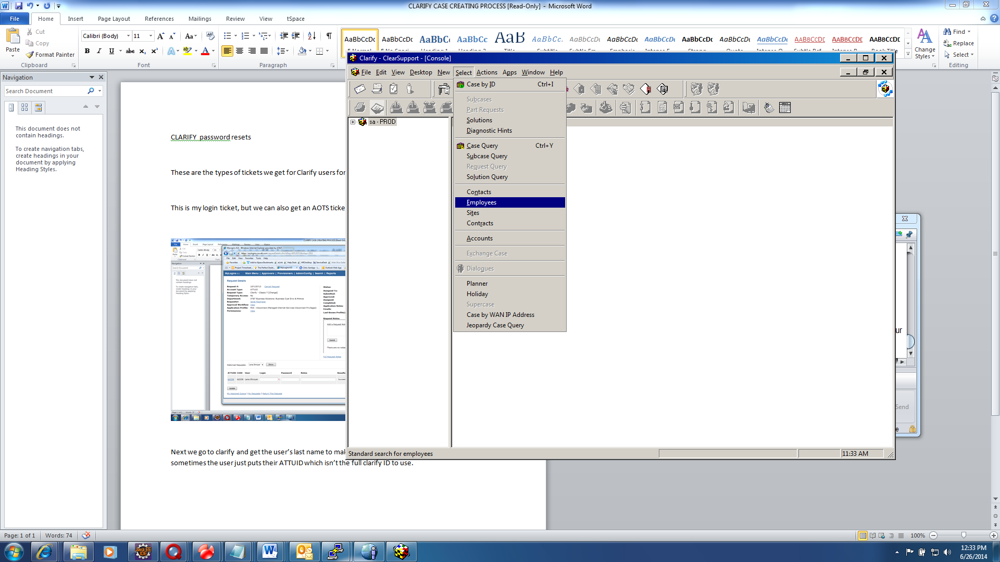 CLARIFY CASE CREATING PROCESS [Read-Only] - Microsoft Word
File Home Insert Page Layout References Mailings Review View tSpace
Paste
Cut
Copy
Format Painter
Clipboard
Calibri (Body) 11
Font
Paragraph
AaBbCcDc AaBbCcDc AaBbCc AaBbCc AaB AaBbCc. AaBbCcDc AaBbCcDc AaBbCcDc AaBbCcDc AaBbCcDc AaBbCcDc AABBCCDE AABBCCDE AaBbCcDc
Change Styles
Find
Replace
Select
Editing
Navigation
Search Document
This document does not
contain headings.
To create navigation tabs,
create headings in your
document by applying
Heading Styles.
CLARIFY password resets
These are the types of tickets we get for Clarify users for
This is my login ticket, but we can also get an AOTS ticke
Request Details
Next we go to clarify and get the user's last name to mak
sometimes the user just puts their ATTUID which isn't the full clarify ID to use.
Clarify - ClearSupport - [Console]
File Edit View Desktop New Select Actions Apps Window Help
sa - PROD
Case by ID Ctrl+I
Subcases
Part Requests
Solutions
Diagnostic Hints
Case Query Ctrl+Y
Subcase Query
Request Query
Solution Query
Contacts
Employees
Sites
Contracts
Accounts
Exchange Case
Dialogues
Planner
Holiday
Supercase
Case by WAN IP Address
Jeopardy Case Query
Standard search for employees
11:33 AM
ur
Send
e
Page: 1 of 1 Words: 74
100%
Java EE IDE
12:33 PM
6/26/2014